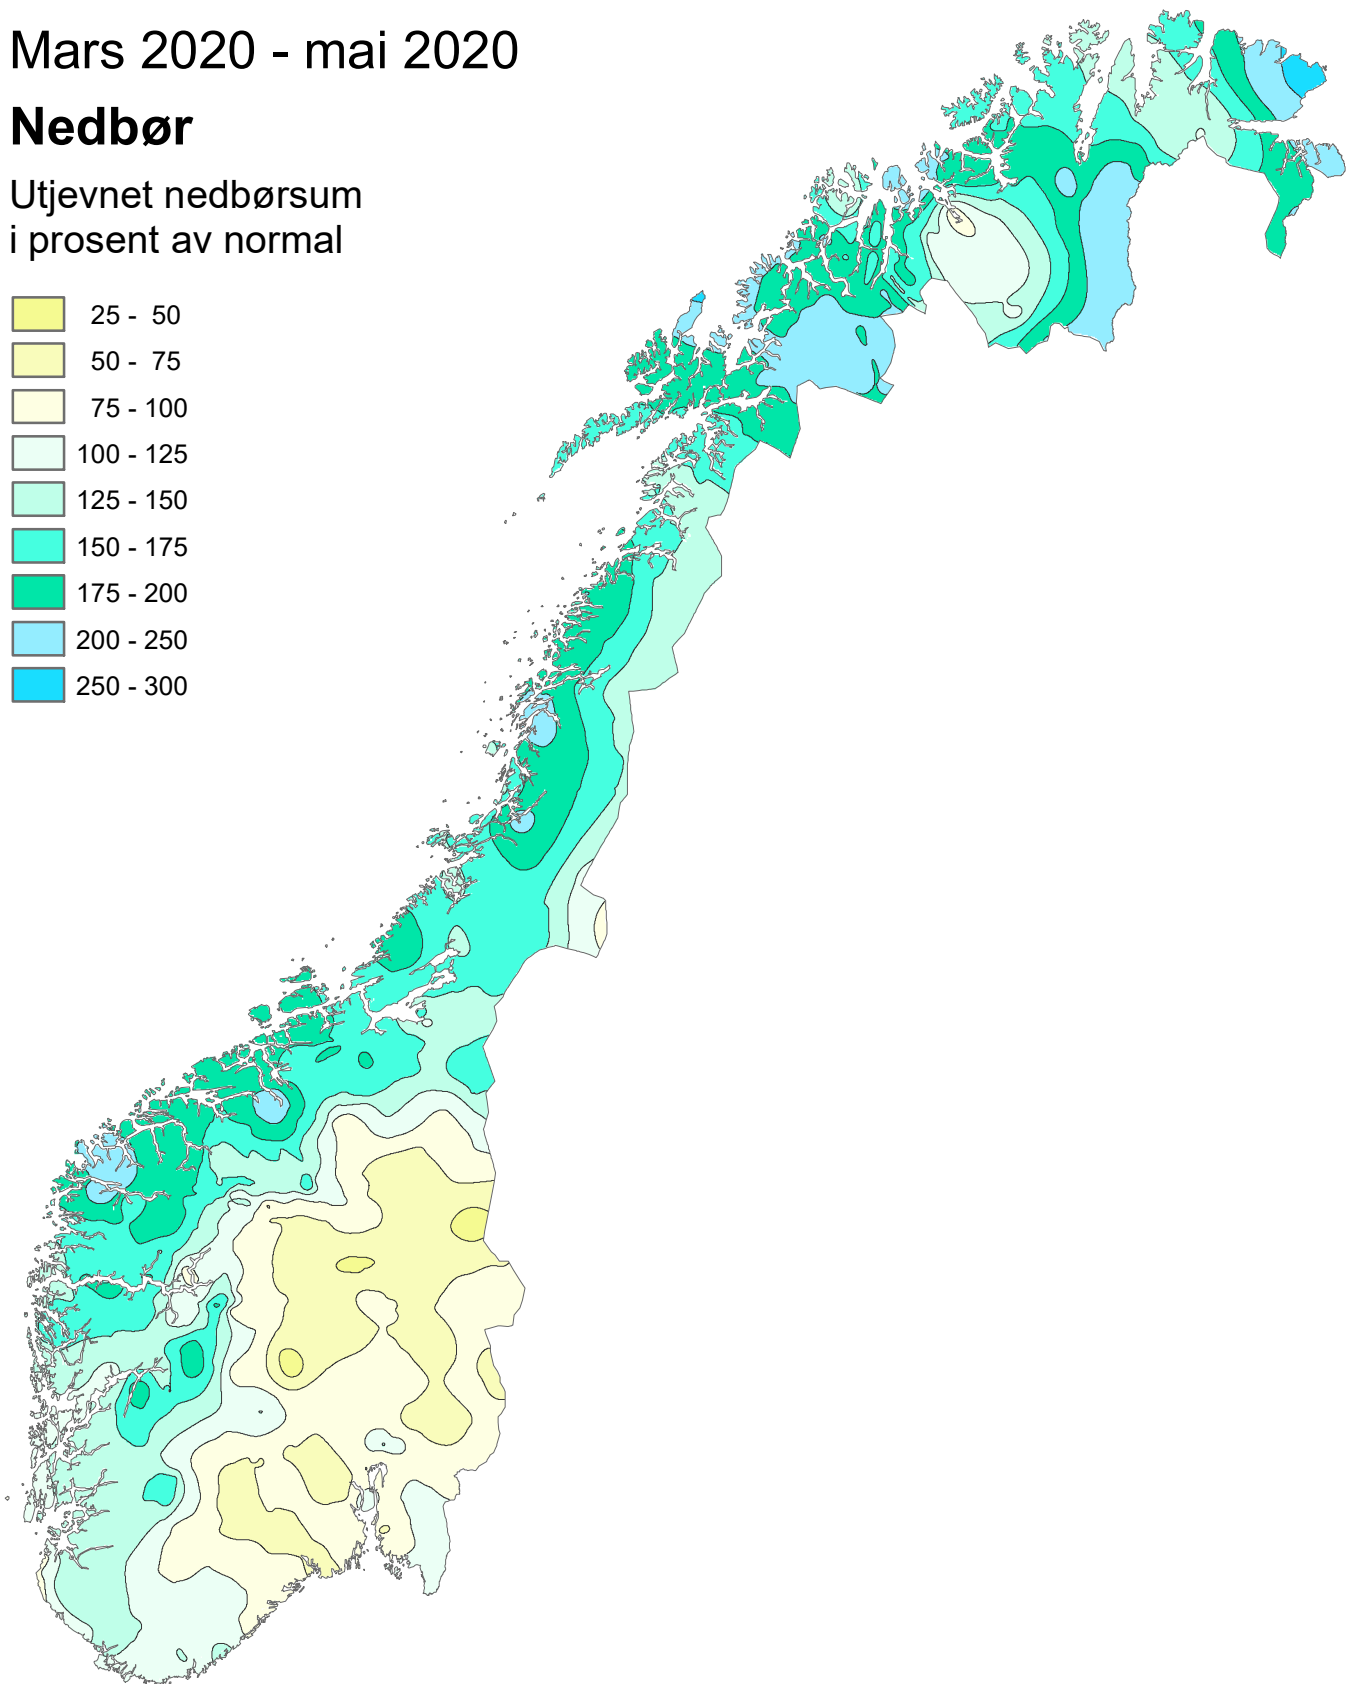 Mars 2020 - mai 2020
Nedbør
Utjevnet nedbørsum
i prosent av normal
25 - 50
50 - 75
75 - 100
100 - 125
125 - 150
150 - 175
175 - 200
200 - 250
250 - 300